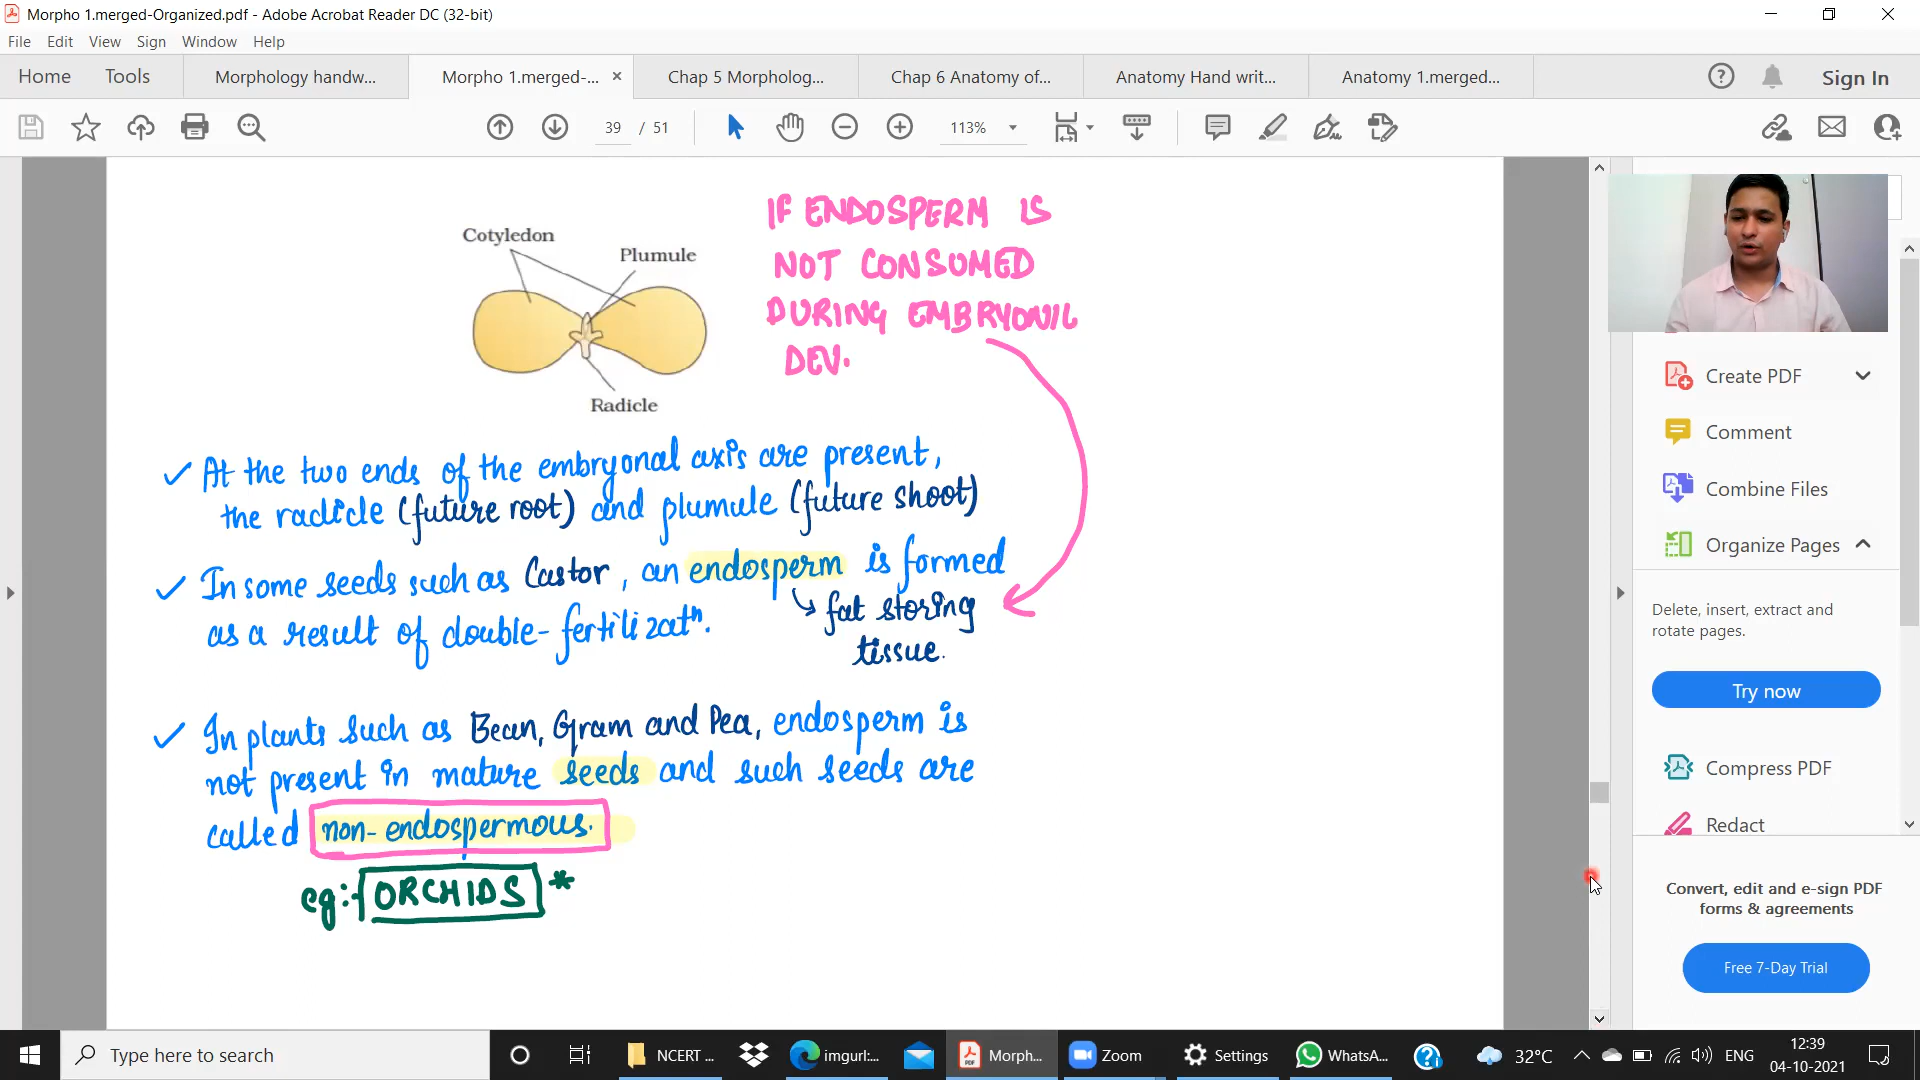 Morpho 1.merged-Organized.pdf - Adobe Acrobat Reader DC (32-bit)
File Edit View Sign Window Help
Home Tools Morphology handw... Morpho 1.merged-... × Chap 5 Morpholog... Chap 6 Anatomy of... Anatomy Hand writ... Anatomy 1.merged... Sign In
39 / 51 113%
IF ENDOSPERM IS
NOT CONSUMED
DURING EMBRYONIC
DEV.
Cotyledon
Plumule
Radicle
✓ At the two ends of the embryonal axis are present,
the radicle (future root) and plumule (future shoot)
✓ In some seeds such as Castor, an endosperm is formed
as a result of double-fertilizatn.
fat storing
tissue.
✓ In plants such as Bean, Gram and Pea, endosperm is
not present in mature seeds and such seeds are
called non-endospermous.
eg:- ORCHIDS *
Create PDF
Comment
Combine Files
Organize Pages
Delete, insert, extract and
rotate pages.
Try now
Compress PDF
Redact
Convert, edit and e-sign PDF
forms & agreements
Free 7-Day Trial
Type here to search NCERT ... imgurl:... Morph... Zoom Settings WhatsA... 32°C ENG
12:39
04-10-2021